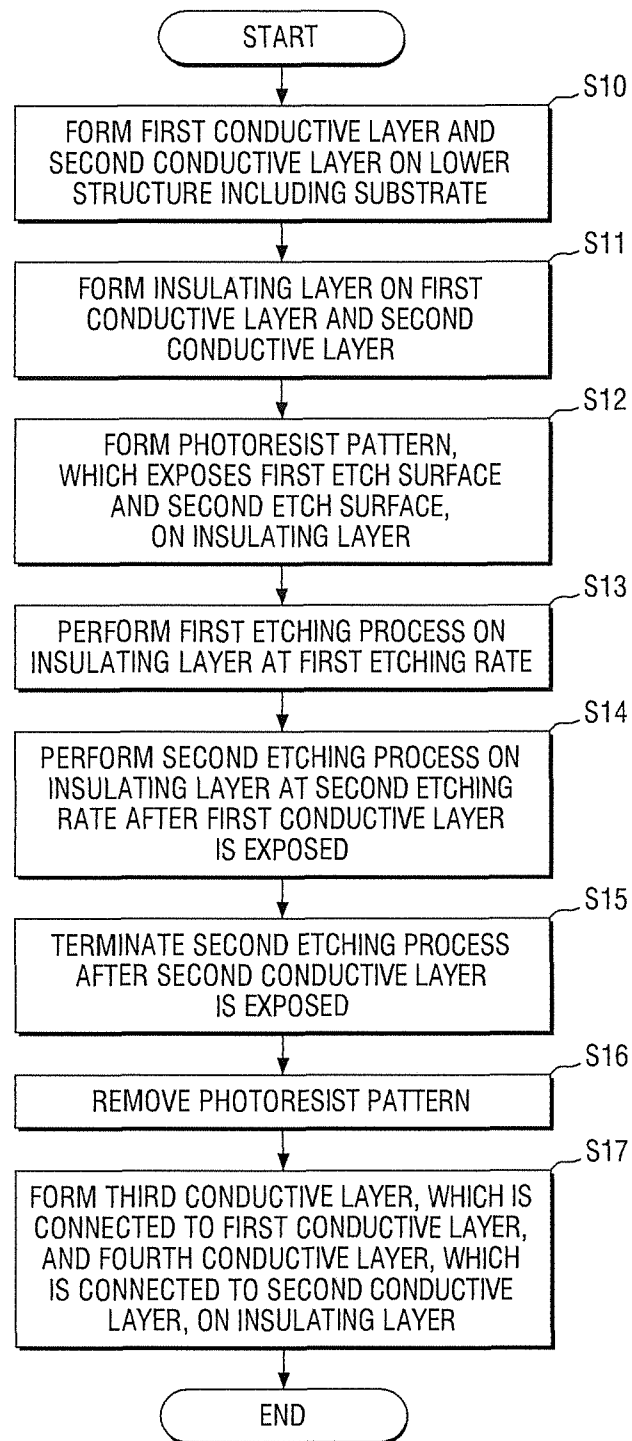 START
S10
FORM FIRST CONDUCTIVE LAYER AND
SECOND CONDUCTIVE LAYER ON LOWER
STRUCTURE INCLUDING SUBSTRATE
S11
FORM INSULATING LAYER ON FIRST
CONDUCTIVE LAYER AND SECOND
CONDUCTIVE LAYER
S12
FORM PHOTORESIST PATTERN,
WHICH EXPOSES FIRST ETCH SURFACE
AND SECOND ETCH SURFACE,
ON INSULATING LAYER
S13
PERFORM FIRST ETCHING PROCESS ON
INSULATING LAYER AT FIRST ETCHING RATE
S14
PERFORM SECOND ETCHING PROCESS ON
INSULATING LAYER AT SECOND ETCHING
RATE AFTER FIRST CONDUCTIVE LAYER
IS EXPOSED
S15
TERMINATE SECOND ETCHING PROCESS
AFTER SECOND CONDUCTIVE LAYER
IS EXPOSED
S16
REMOVE PHOTORESIST PATTERN
S17
FORM THIRD CONDUCTIVE LAYER, WHICH IS
CONNECTED TO FIRST CONDUCTIVE LAYER,
AND FOURTH CONDUCTIVE LAYER, WHICH
IS CONNECTED TO SECOND CONDUCTIVE
LAYER, ON INSULATING LAYER
END